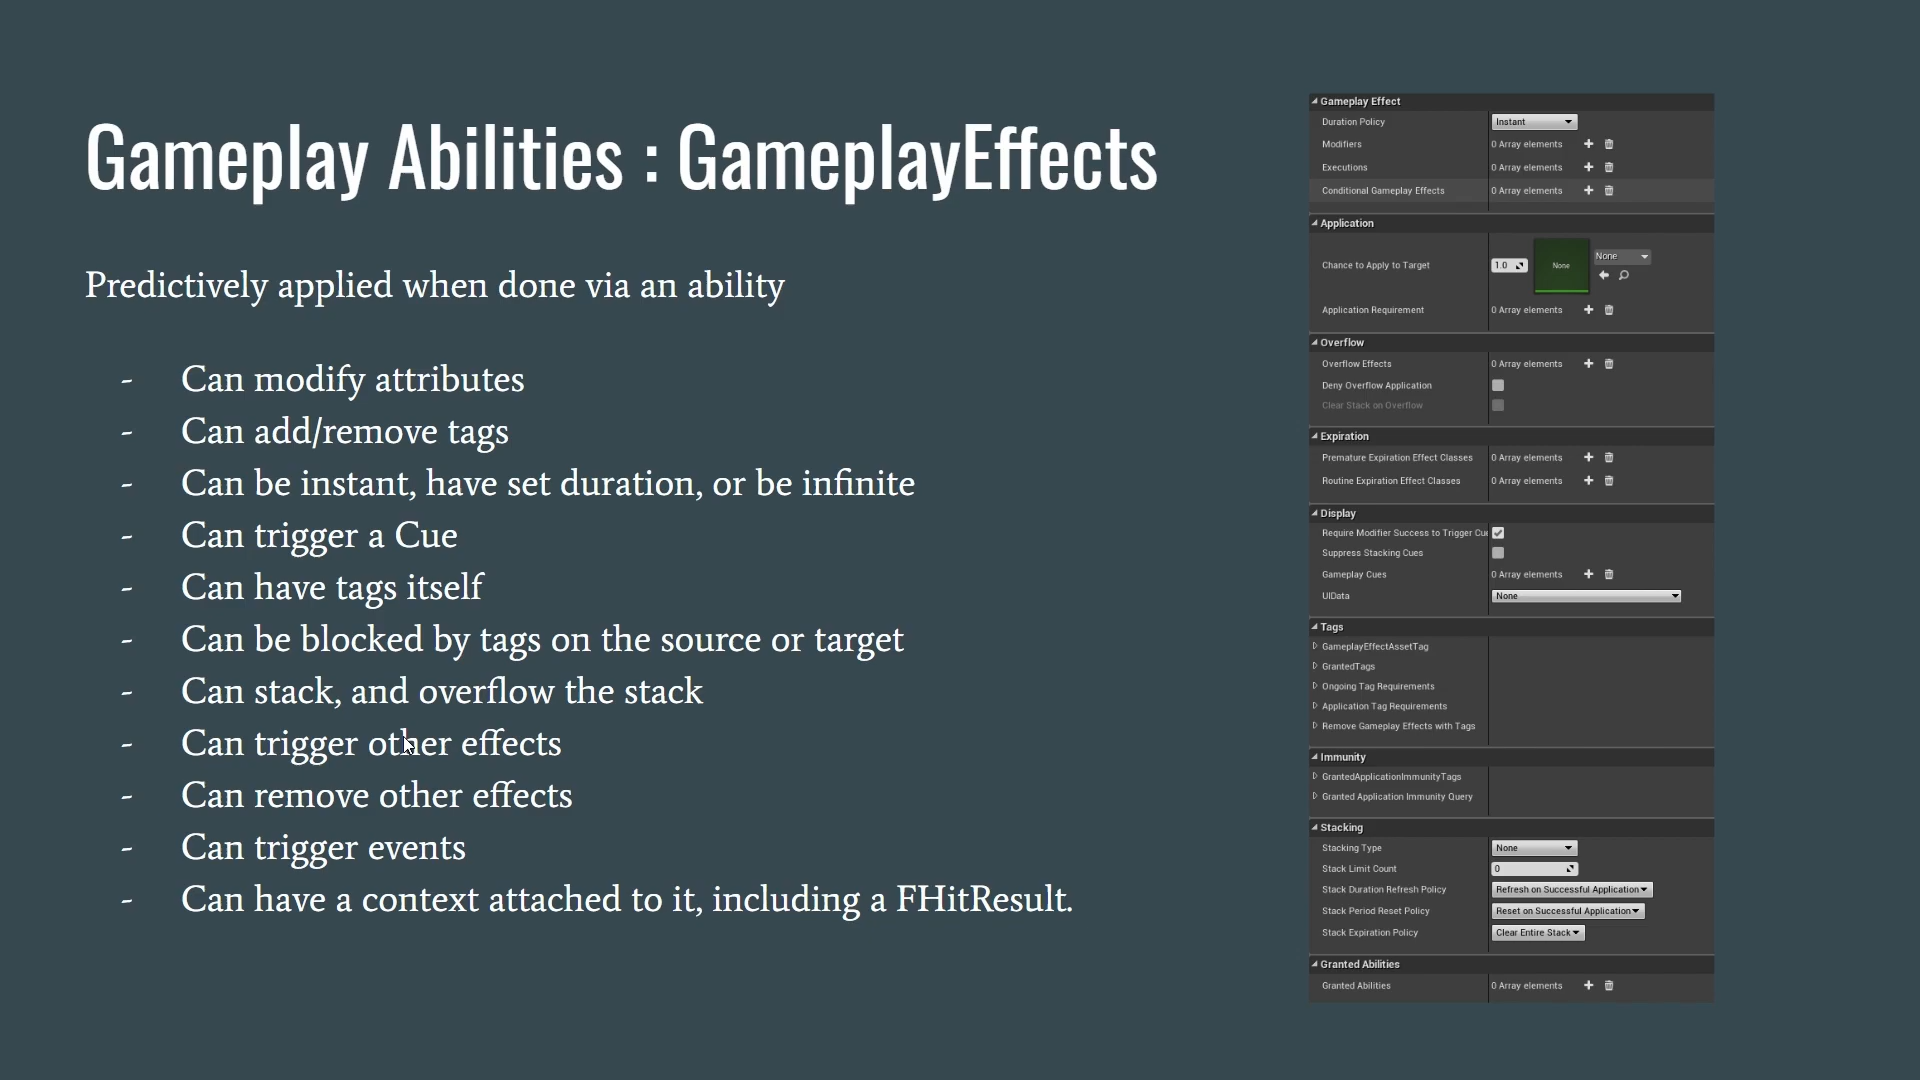 Gameplay Abilities : GameplayEffects
Predictively applied when done via an ability
- Can modify attributes
- Can add/remove tags
- Can be instant, have set duration, or be infinite
- Can trigger a Cue
- Can have tags itself
- Can be blocked by tags on the source or target
- Can stack, and overflow the stack
- Can trigger other effects
- Can remove other effects
- Can trigger events
- Can have a context attached to it, including a FHitResult.
Gameplay Effect
Duration Policy Instant
Modifiers 0 Array elements
Executions 0 Array elements
Conditional Gameplay Effects 0 Array elements
Application
Chance to Apply to Target 1.0 None None
Application Requirement 0 Array elements
Overflow
Overflow Effects 0 Array elements
Deny Overflow Application
Clear Stack on Overflow
Expiration
Premature Expiration Effect Classes 0 Array elements
Routine Expiration Effect Classes 0 Array elements
Display
Require Modifier Success to Trigger Cue
Suppress Stacking Cues
Gameplay Cues 0 Array elements
UIData None
Tags
GameplayEffectAssetTag
GrantedTags
Ongoing Tag Requirements
Application Tag Requirements
Remove Gameplay Effects with Tags
Immunity
GrantedApplicationImmunityTags
Granted Application Immunity Query
Stacking
Stacking Type None
Stack Limit Count 0
Stack Duration Refresh Policy Refresh on Successful Application
Stack Period Reset Policy Reset on Successful Application
Stack Expiration Policy Clear Entire Stack
Granted Abilities
Granted Abilities 0 Array elements